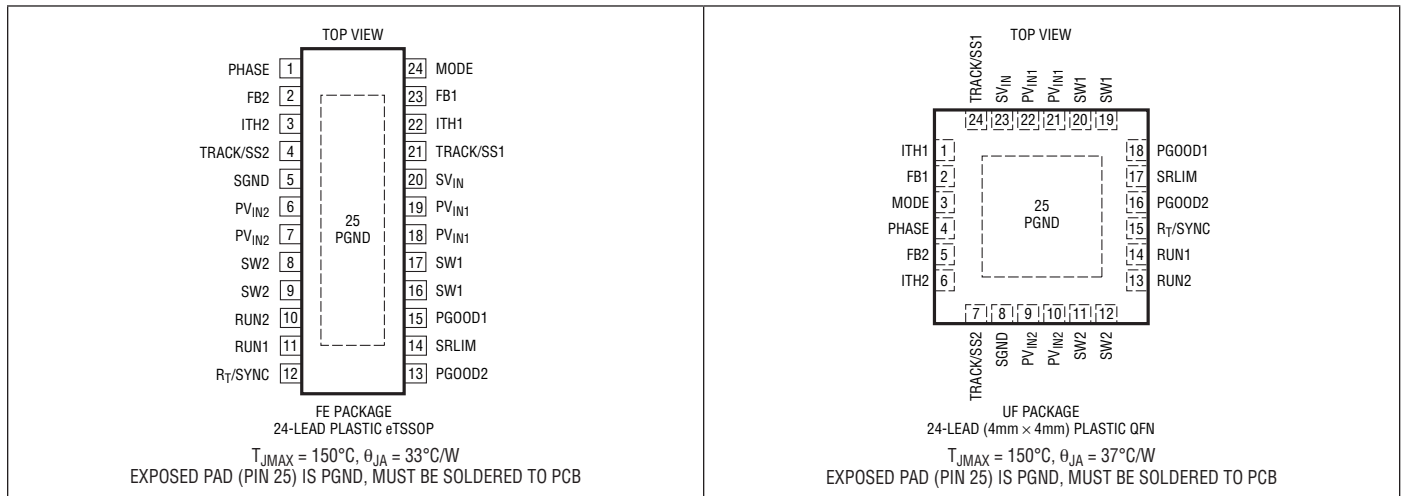 TOP VIEW
PHASE 1
FB2 2
ITH2 3
TRACK/SS2 4
SGND 5
PVIN2 6
PVIN2 7
SW2 8
SW2 9
RUN2 10
RUN1 11
RT/SYNC 12
24 MODE
23 FB1
22 ITH1
21 TRACK/SS1
20 SVIN
19 PVIN1
18 PVIN1
17 SW1
16 SW1
15 PGOOD1
14 SRLIM
13 PGOOD2
25
PGND
FE PACKAGE
24-LEAD PLASTIC eTSSOP
TJMAX = 150°C, θJA = 33°C/W
EXPOSED PAD (PIN 25) IS PGND, MUST BE SOLDERED TO PCB
TOP VIEW
TRACK/SS1
SVIN
PVIN1
PVIN1
SW1
SW1
24 23 22 21 20 19
ITH1 1
FB1 2
MODE 3
PHASE 4
FB2 5
ITH2 6
18 PGOOD1
17 SRLIM
16 PGOOD2
15 RT/SYNC
14 RUN1
13 RUN2
25
PGND
7 8 9 10 11 12
TRACK/SS2
SGND
PVIN2
PVIN2
SW2
SW2
UF PACKAGE
24-LEAD (4mm × 4mm) PLASTIC QFN
TJMAX = 150°C, θJA = 37°C/W
EXPOSED PAD (PIN 25) IS PGND, MUST BE SOLDERED TO PCB